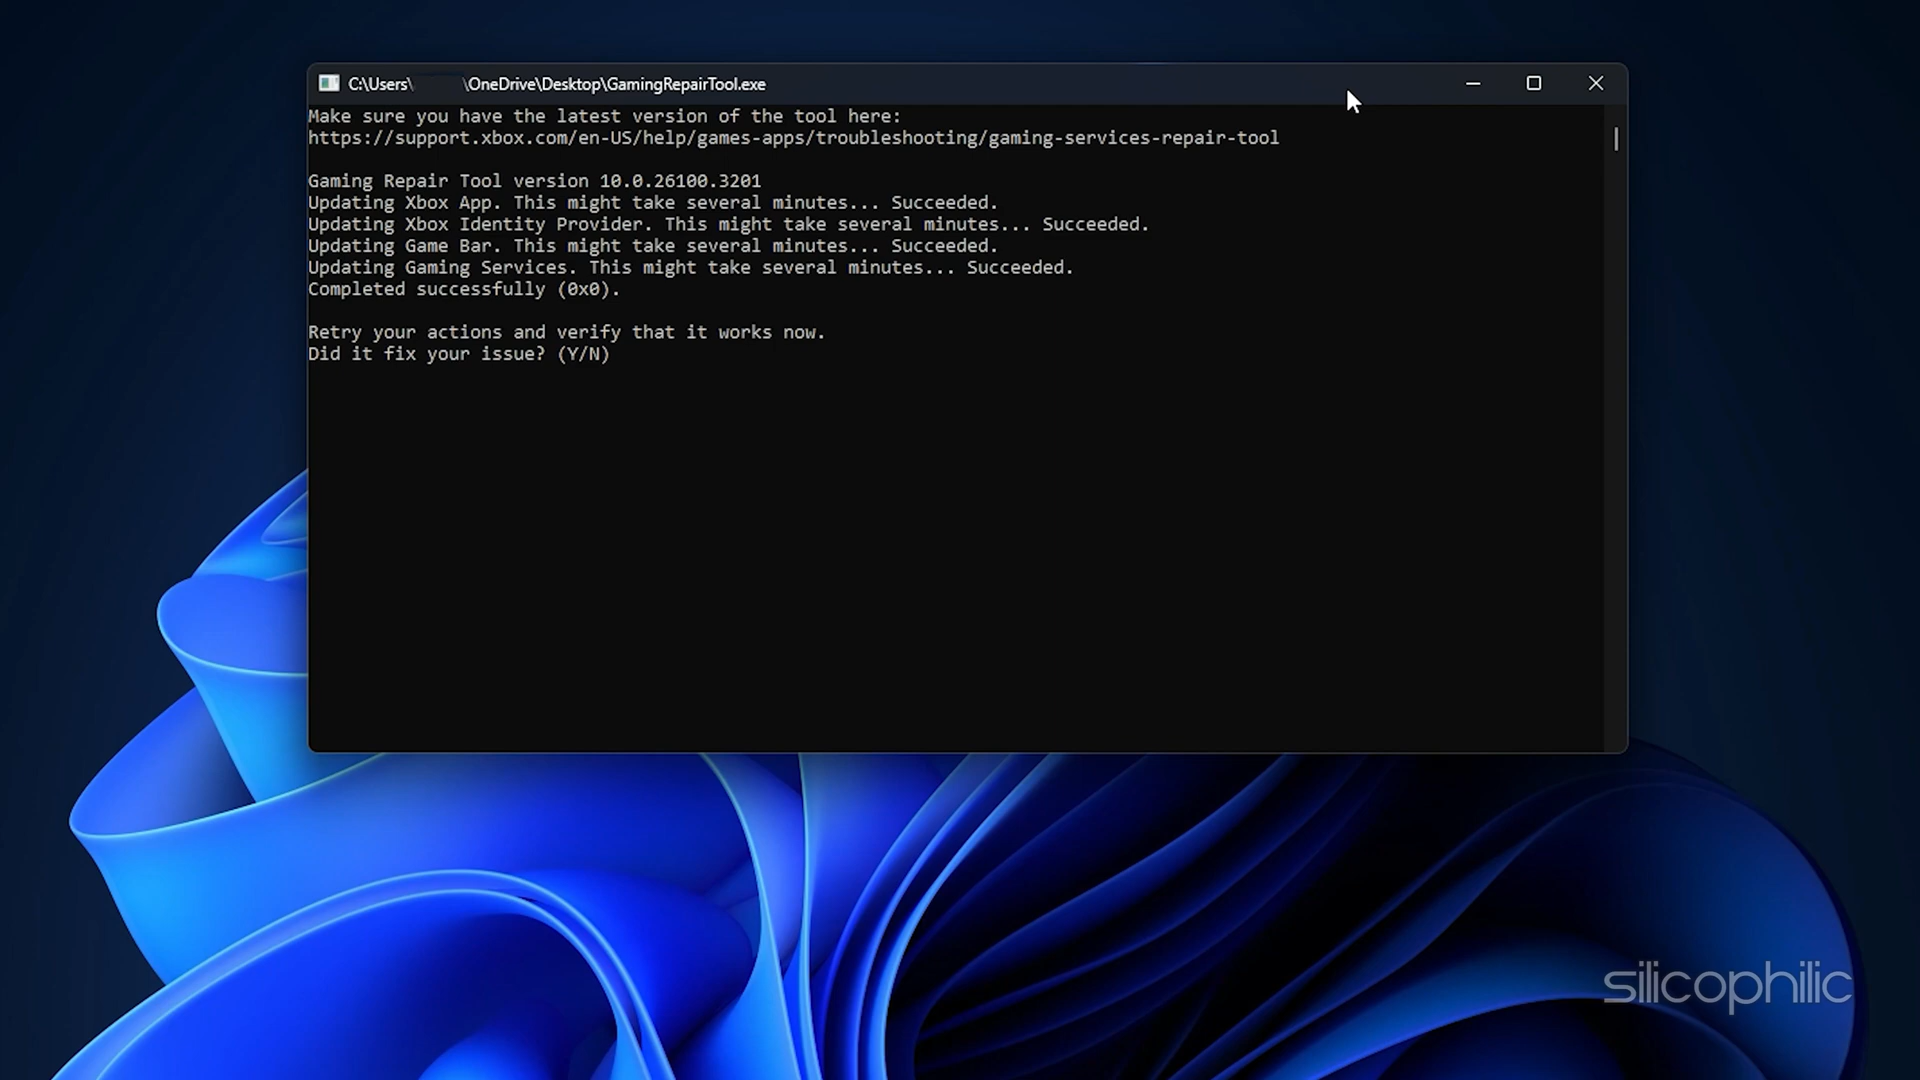 C:\Users\ \OneDrive\Desktop\GamingRepairTool.exe
Make sure you have the latest version of the tool here:
https://support.xbox.com/en-US/help/games-apps/troubleshooting/gaming-services-repair-tool
Gaming Repair Tool version 10.0.26100.3201
Updating Xbox App. This might take several minutes... Succeeded.
Updating Xbox Identity Provider. This might take several minutes... Succeeded.
Updating Game Bar. This might take several minutes... Succeeded.
Updating Gaming Services. This might take several minutes... Succeeded.
Completed successfully (0x0).
Retry your actions and verify that it works now.
Did it fix your issue? (Y/N)
silicophilic